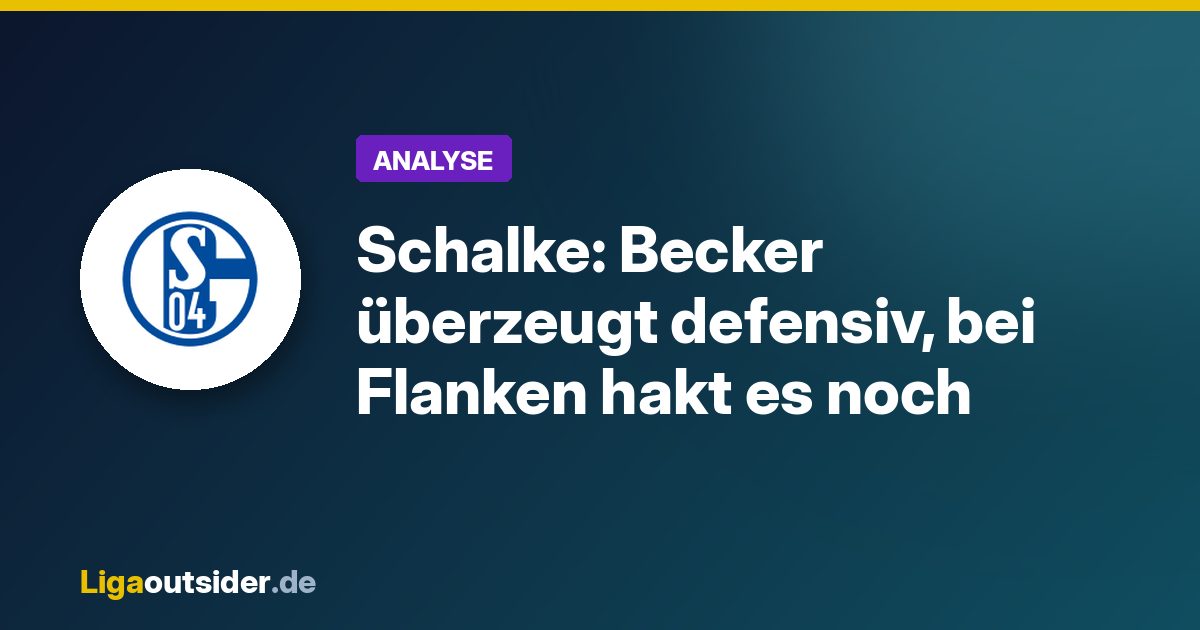 ANALYSE
Schalke: Becker
überzeugt defensiv, bei
Flanken hakt es noch
S
04
Ligaoutsider.de